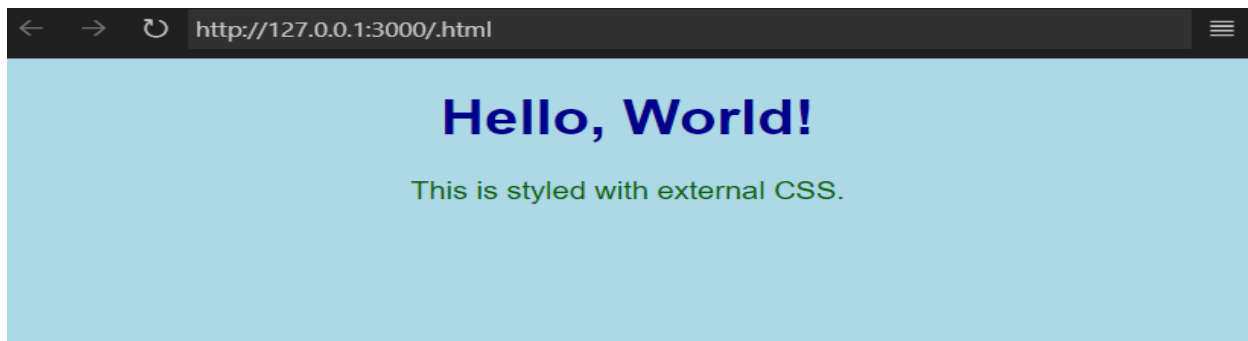 http://127.0.0.1:3000/.html
Hello, World!
This is styled with external CSS.